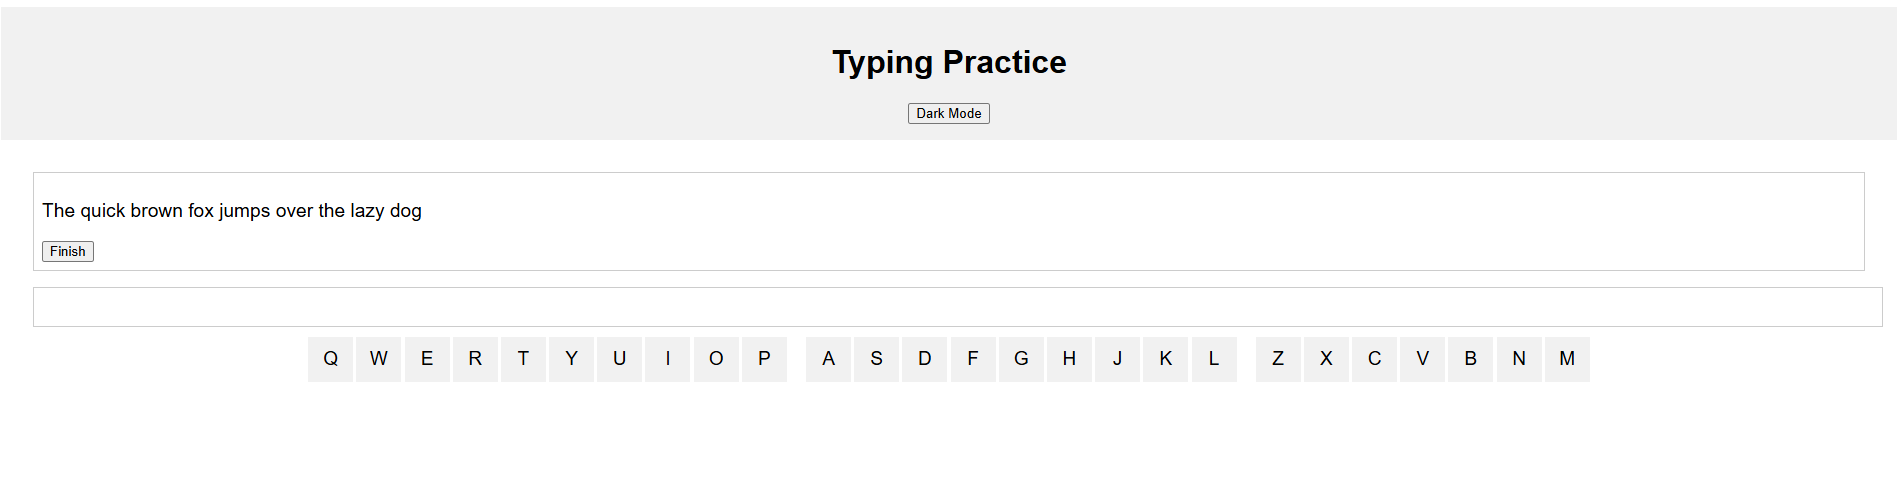 Typing Practice
Dark Mode
The quick brown fox jumps over the lazy dog
Finish
Q W E R T Y U I O P A S D F G H J K L Z X C V B N M